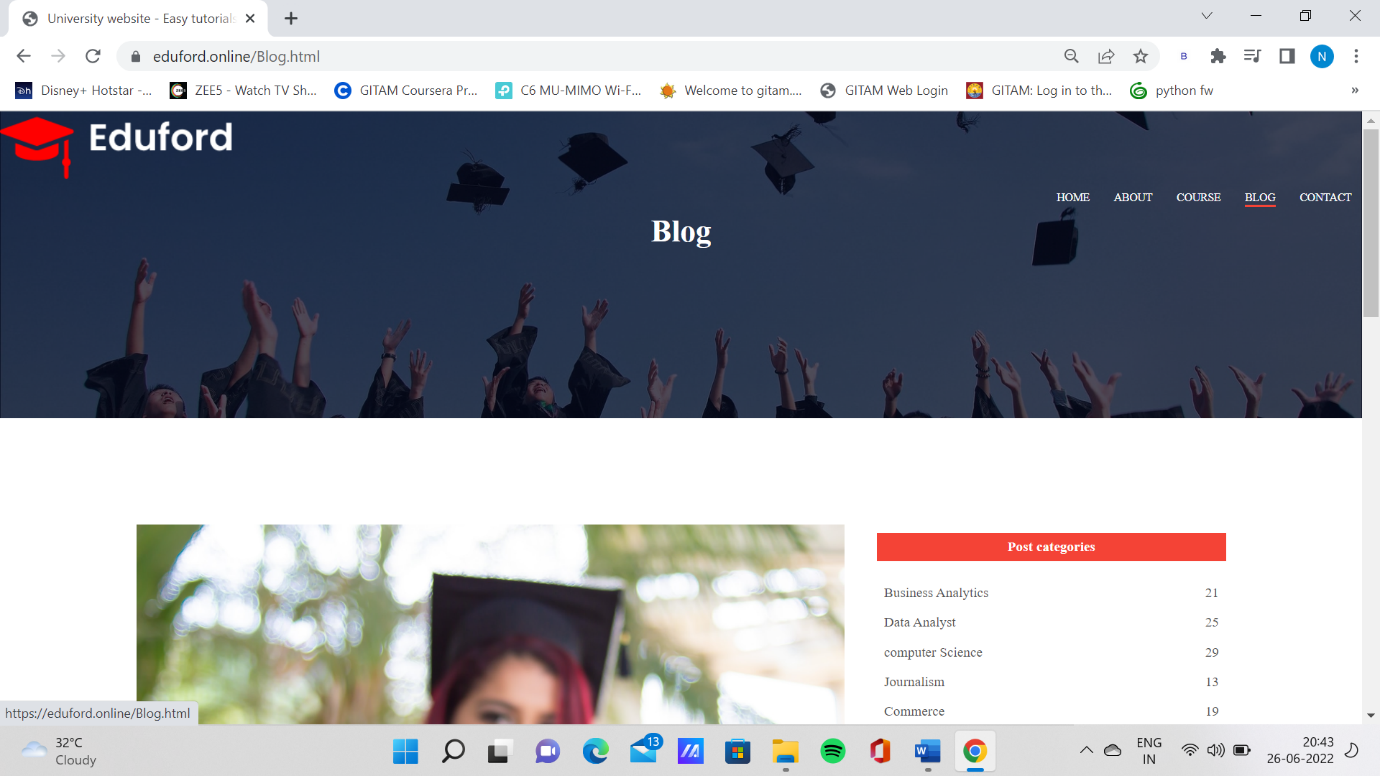 University website - Easy tutorials
eduford.online/Blog.html
B
N
Disney+ Hotstar -...
ZEE5 - Watch TV Sh...
GITAM Coursera Pr...
C6 MU-MIMO Wi-F...
Welcome to gitam....
GITAM Web Login
GITAM: Log in to th...
python fw
»
Eduford
HOME
ABOUT
COURSE
BLOG
CONTACT
Blog
Post categories
Business Analytics 21
Data Analyst 25
computer Science 29
Journalism 13
Commerce 19
https://eduford.online/Blog.html
32°C
Cloudy
13
ENG
IN
20:43
26-06-2022